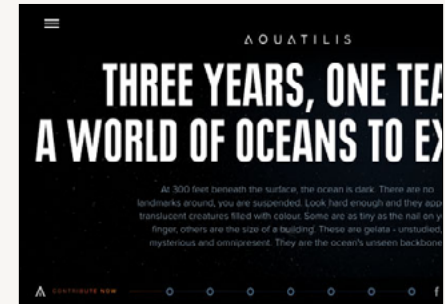 AQUATILIS
THREE YEARS, ONE TEA
A WORLD OF OCEANS TO EX
At 300 feet beneath the surface, the ocean is dark. There are no
landmarks around, you are suspended. Look hard enough and they app
translucent creatures filled with colour. Some are as tiny as the nail on y
finger, others are the size of a building. These are gelata - unstudied,
mysterious and omnipresent. They are the ocean's unseen backbone
CONTRIBUTE NOW
f